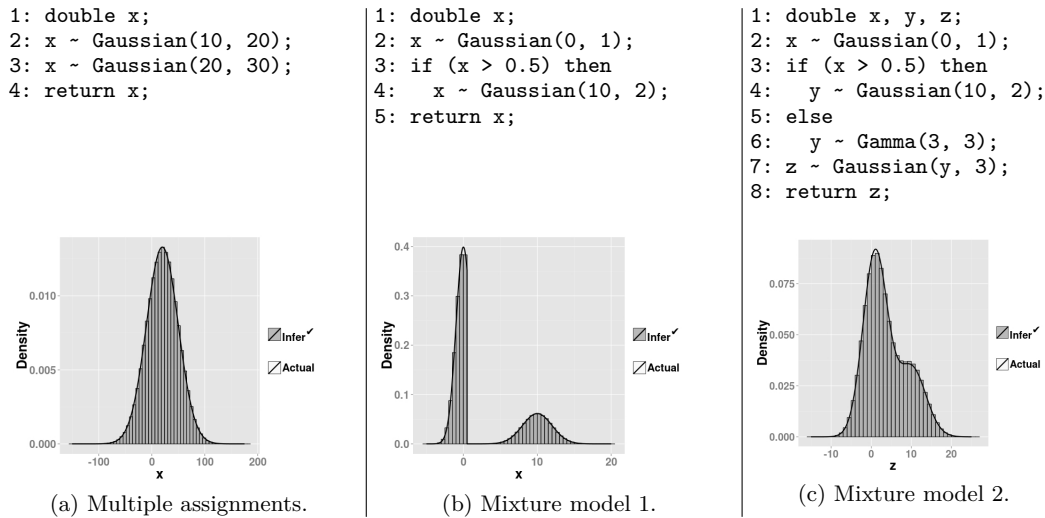 1: double x;
2: x ~ Gaussian(10, 20);
3: x ~ Gaussian(20, 30);
4: return x;
0.010
0.005
0.000
Density
-100 0 100 200
x
Infer✔
Actual
(a) Multiple assignments.
1: double x;
2: x ~ Gaussian(0, 1);
3: if (x > 0.5) then
4: x ~ Gaussian(10, 2);
5: return x;
0.4
0.3
0.2
0.1
0.0
Density
0 10 20
x
Infer✔
Actual
(b) Mixture model 1.
1: double x, y, z;
2: x ~ Gaussian(0, 1);
3: if (x > 0.5) then
4: y ~ Gaussian(10, 2);
5: else
6: y ~ Gamma(3, 3);
7: z ~ Gaussian(y, 3);
8: return z;
0.075
0.050
0.025
0.000
Density
-10 0 10 20
z
Infer✔
Actual
(c) Mixture model 2.